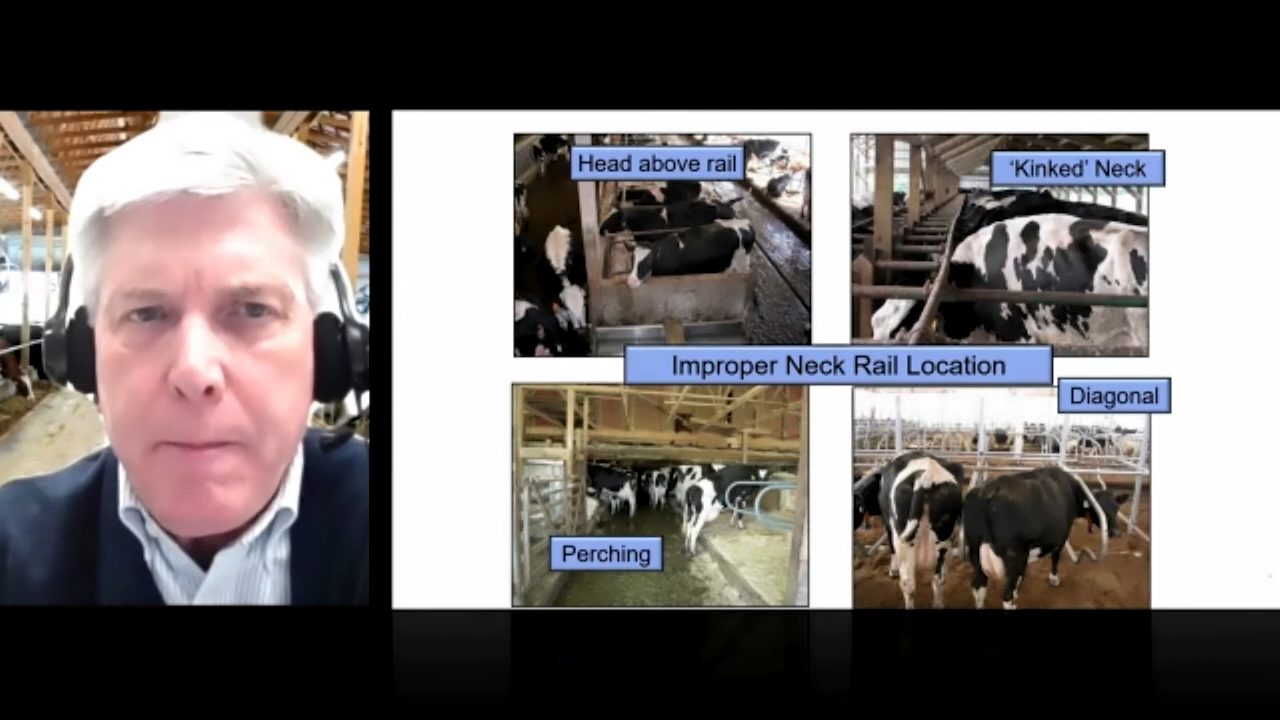 Head above rail
‘Kinked’ Neck
Improper Neck Rail Location
Diagonal
Perching